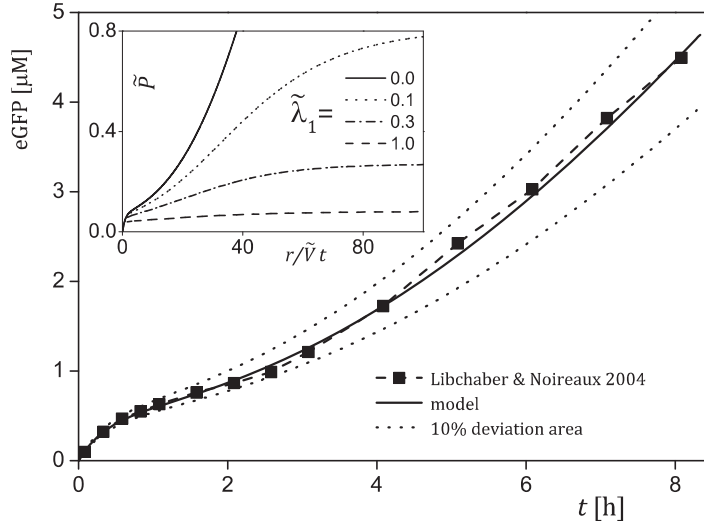 5
0.8
P̃
λ̃₁=
0.0
0.1
0.3
1.0
0.4
0.0
0
40
80
r/Ṽ t
eGFP [μM]
4
3
2
1
0
Libchaber & Noireaux 2004
model
10% deviation area
0
2
4
6
8
t [h]